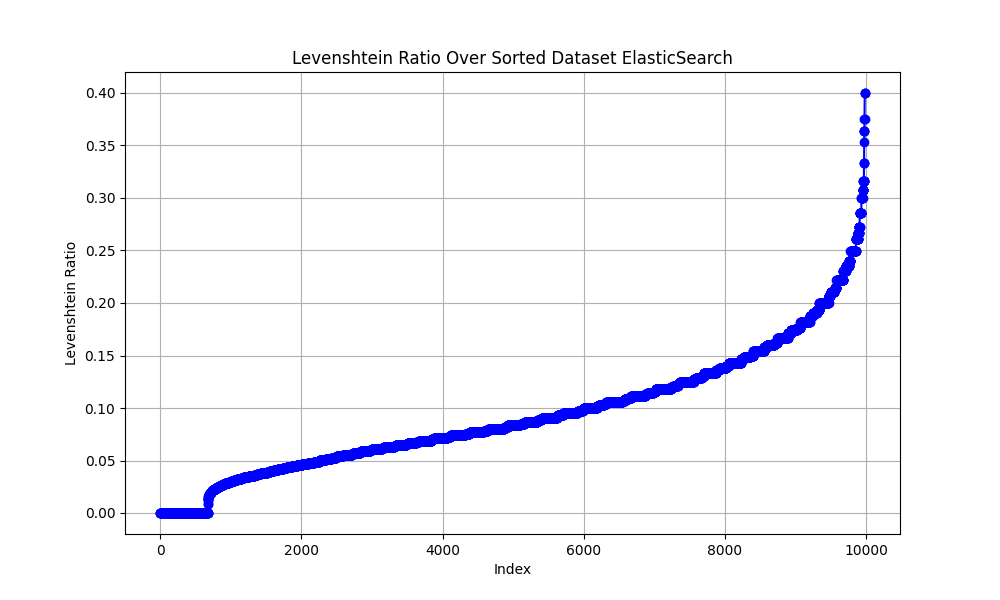 Levenshtein Ratio Over Sorted Dataset ElasticSearch
0.40
0.35
0.30
0.25
0.20
0.15
0.10
0.05
0.00
Levenshtein Ratio
0 2000 4000 6000 8000 10000
Index